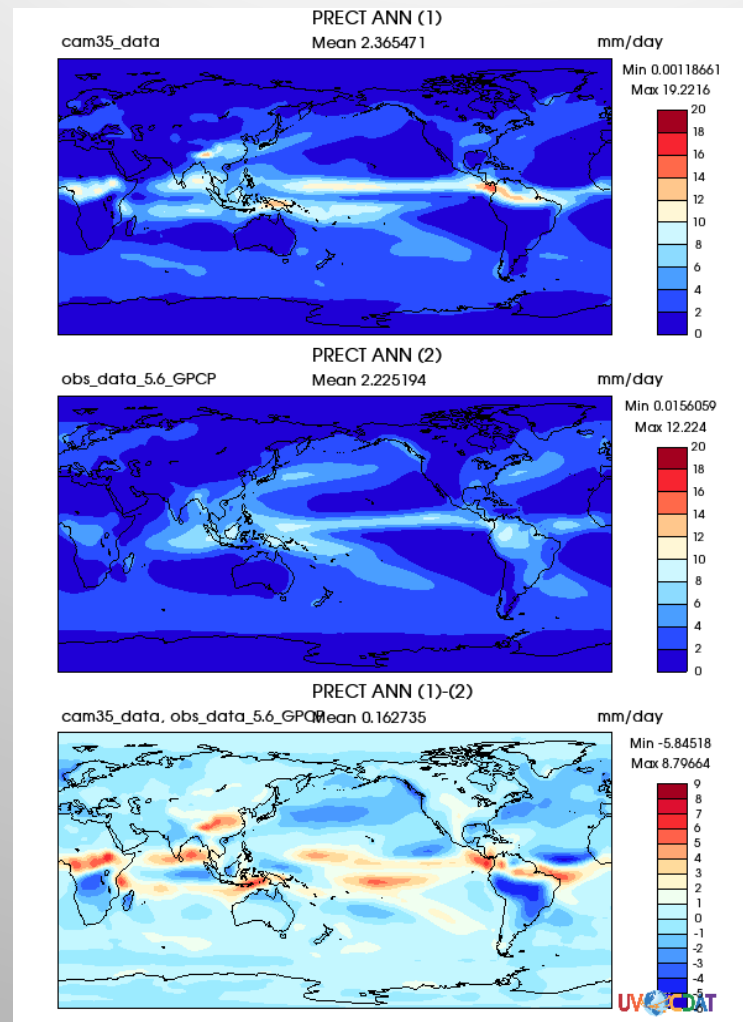 PRECT ANN (1)
cam35_data Mean 2.365471 mm/day
Min 0.00118661
Max 19.2216
20
18
16
14
12
10
8
6
4
2
0
PRECT ANN (2)
obs_data_5.6_GPCP Mean 2.225194 mm/day
Min 0.0156059
Max 12.224
20
18
16
14
12
10
8
6
4
2
0
PRECT ANN (1)-(2)
cam35_data, obs_data_5.6_GPCP Mean 0.162735 mm/day
Min -5.84518
Max 8.79664
9
8
7
6
5
4
3
2
1
0
-1
-2
-3
-4
UV CDAT